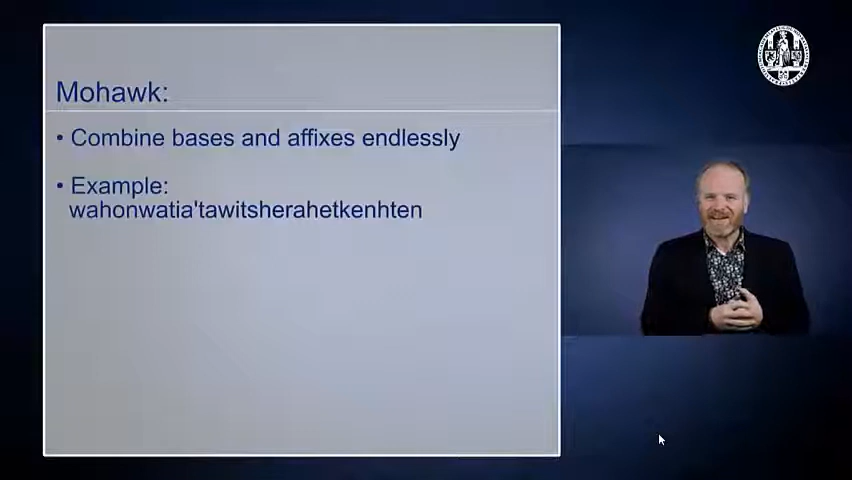 Mohawk:
• Combine bases and affixes endlessly
• Example:
wahonwatia'tawitsherahetkenhten